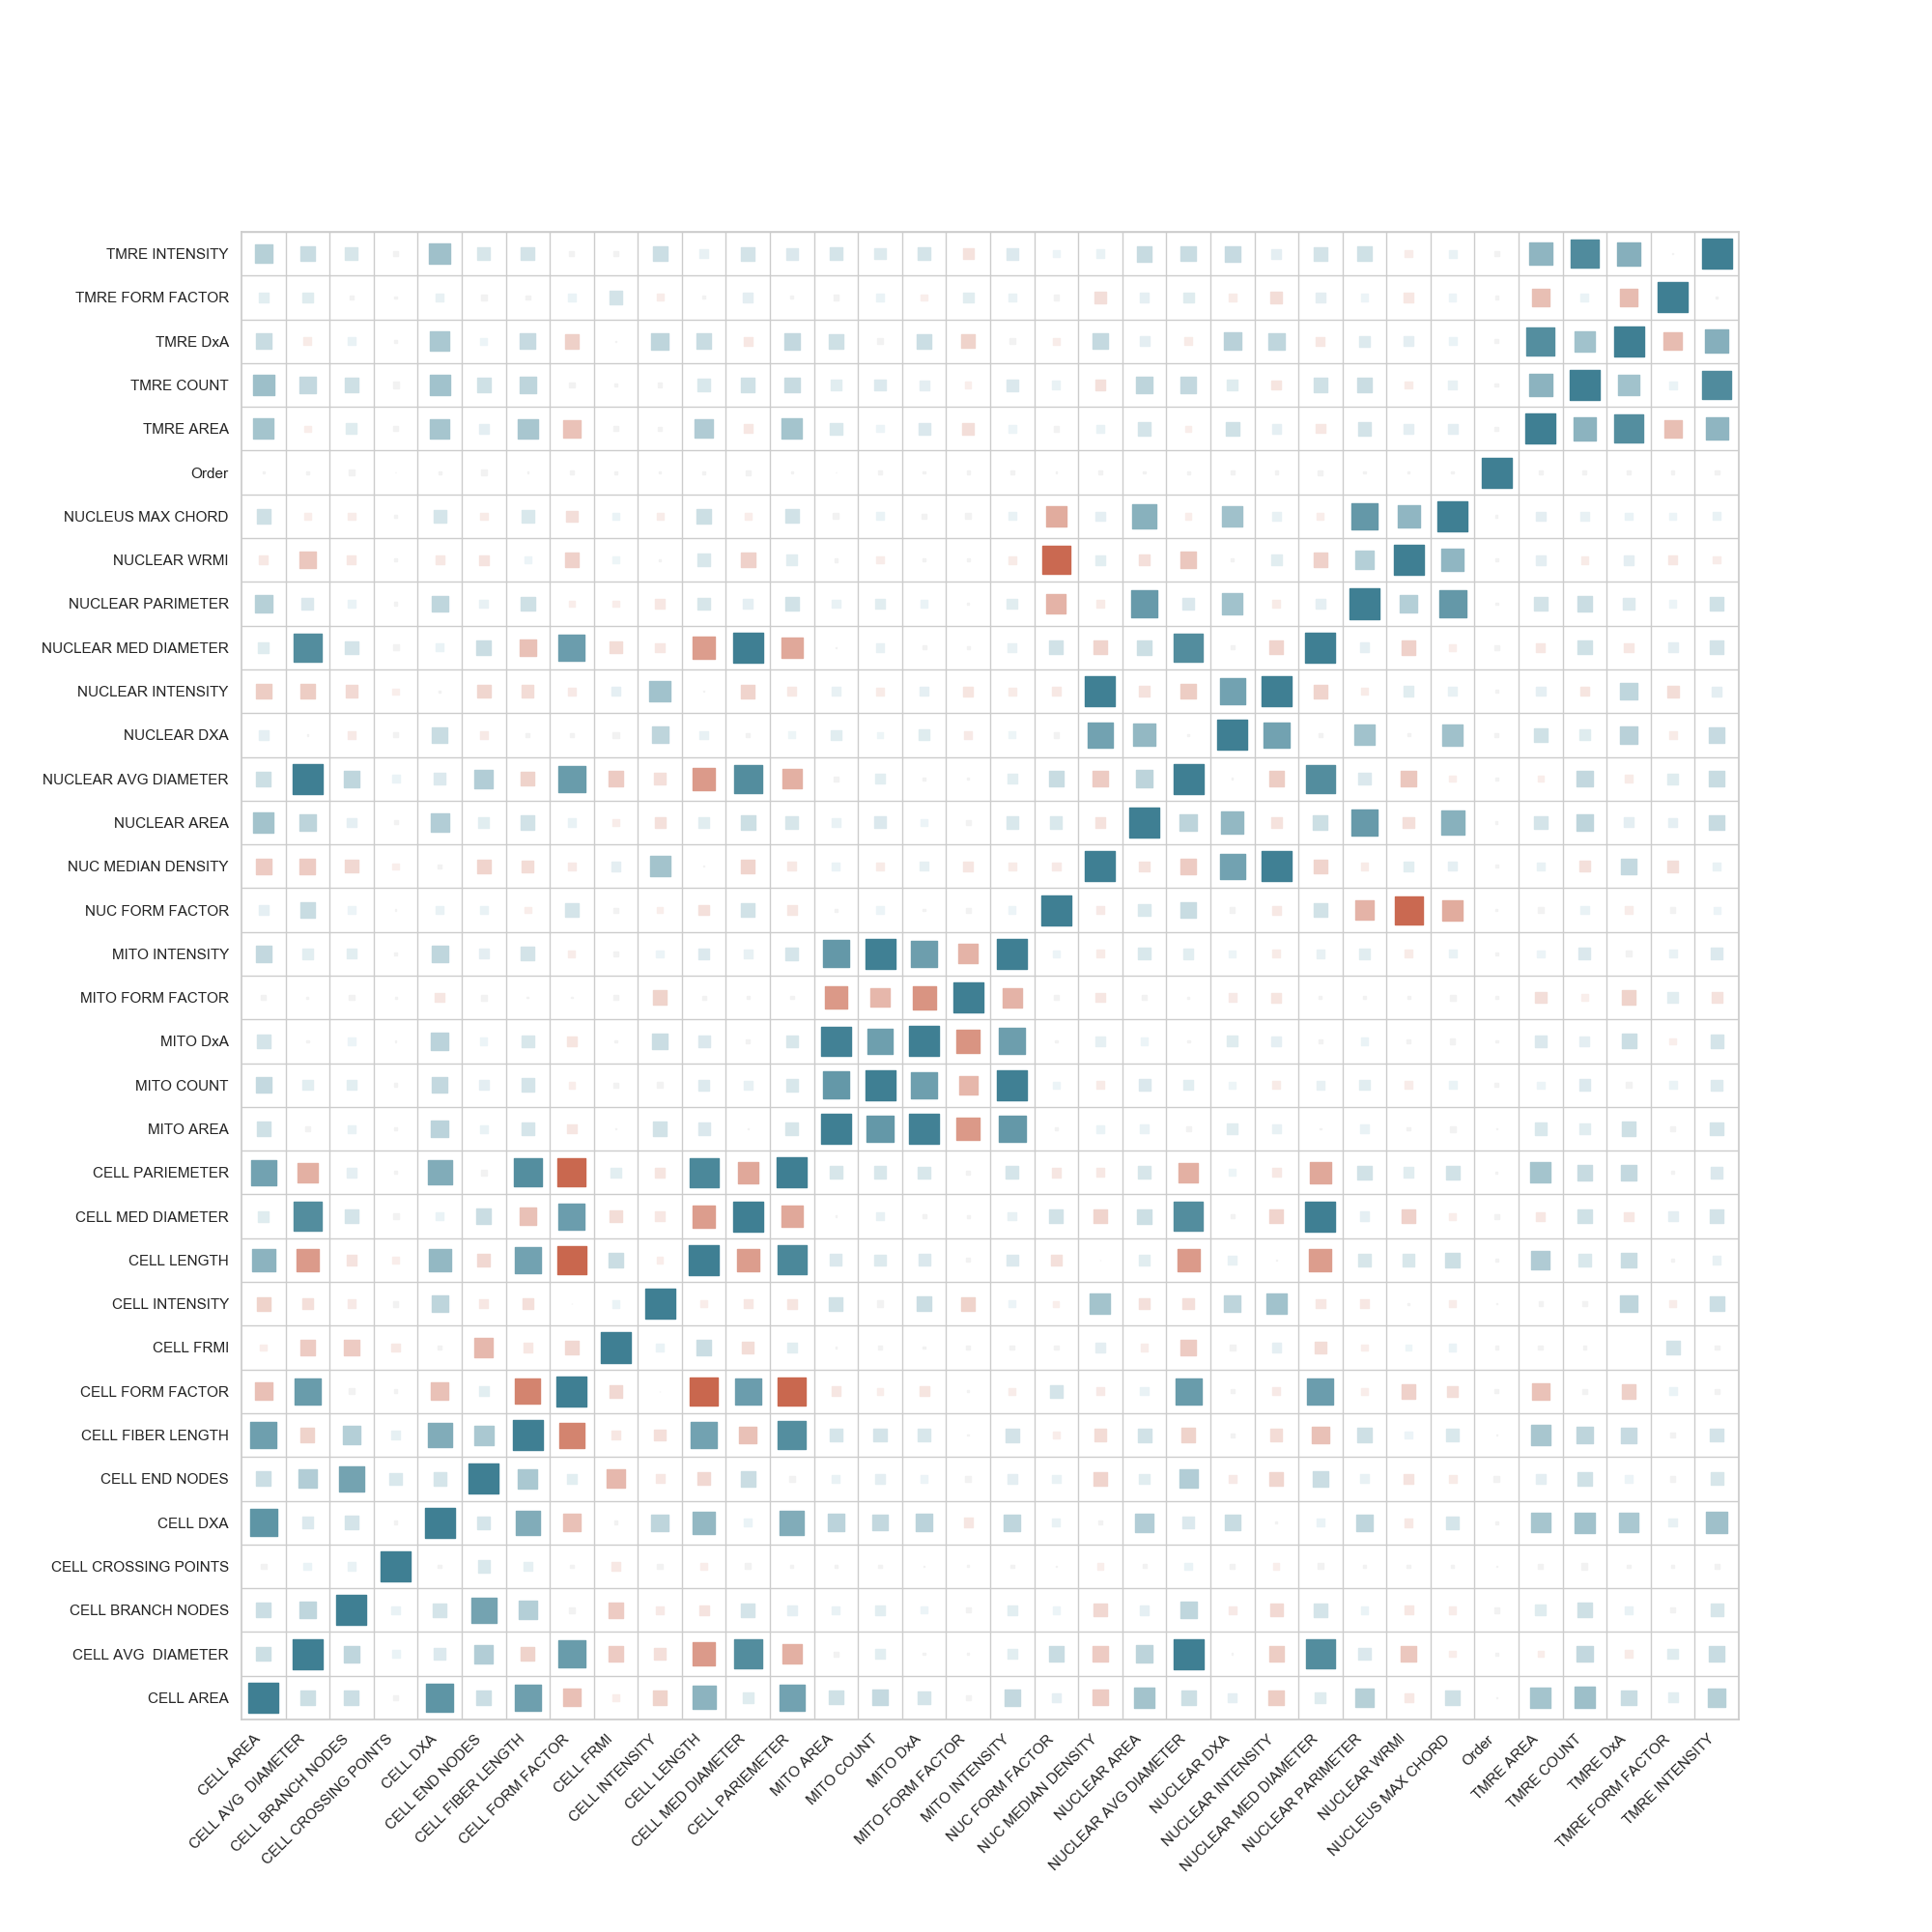 TMRE INTENSITY
TMRE FORM FACTOR
TMRE DxA
TMRE COUNT
TMRE AREA
Order
NUCLEUS MAX CHORD
NUCLEAR WRMI
NUCLEAR PARIMETER
NUCLEAR MED DIAMETER
NUCLEAR INTENSITY
NUCLEAR DXA
NUCLEAR AVG DIAMETER
NUCLEAR AREA
NUC MEDIAN DENSITY
NUC FORM FACTOR
MITO INTENSITY
MITO FORM FACTOR
MITO DxA
MITO COUNT
MITO AREA
CELL PARIEMETER
CELL MED DIAMETER
CELL LENGTH
CELL INTENSITY
CELL FRMI
CELL FORM FACTOR
CELL FIBER LENGTH
CELL END NODES
CELL DXA
CELL CROSSING POINTS
CELL BRANCH NODES
CELL AVG  DIAMETER
CELL AREA
CELL AREA
CELL AVG  DIAMETER
CELL BRANCH NODES
CELL CROSSING POINTS
CELL DXA
CELL END NODES
CELL FIBER LENGTH
CELL FORM FACTOR
CELL FRMI
CELL INTENSITY
CELL LENGTH
CELL MED DIAMETER
CELL PARIEMETER
MITO AREA
MITO COUNT
MITO DxA
MITO FORM FACTOR
MITO INTENSITY
NUC FORM FACTOR
NUC MEDIAN DENSITY
NUCLEAR AREA
NUCLEAR AVG DIAMETER
NUCLEAR DXA
NUCLEAR INTENSITY
NUCLEAR MED DIAMETER
NUCLEAR PARIMETER
NUCLEAR WRMI
NUCLEUS MAX CHORD
Order
TMRE AREA
TMRE COUNT
TMRE DxA
TMRE FORM FACTOR
TMRE INTENSITY